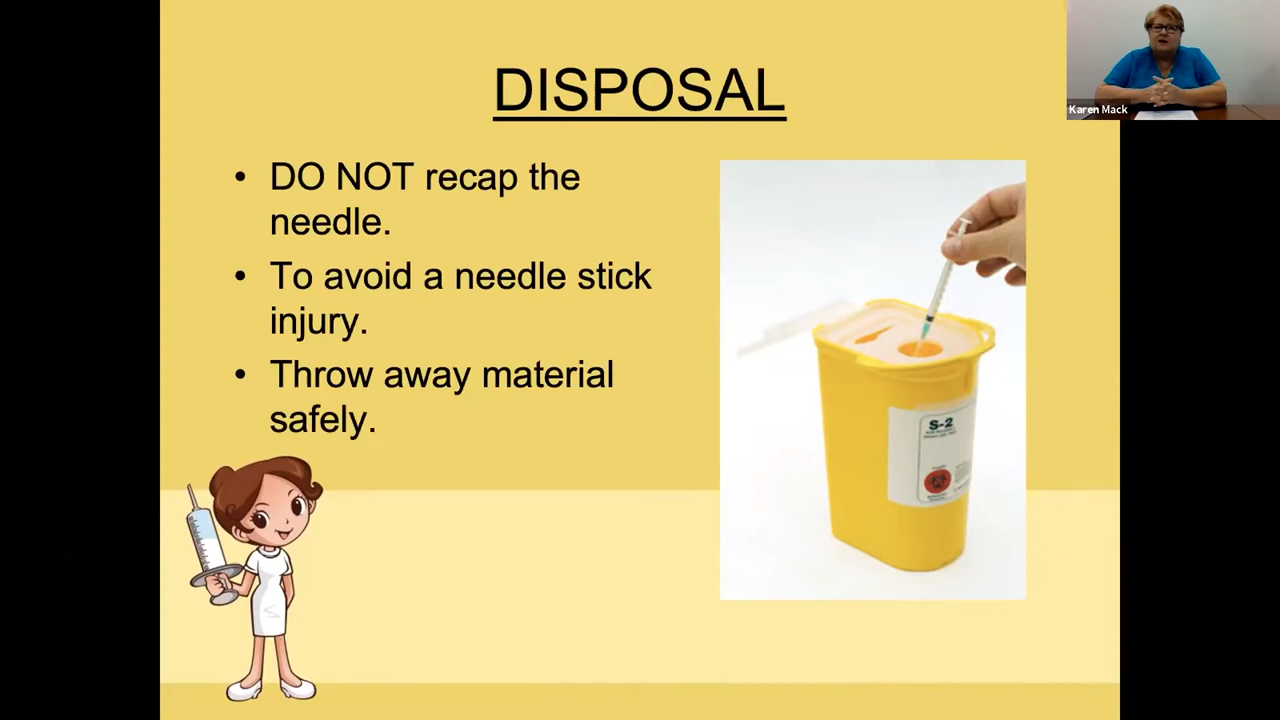 DISPOSAL
Karen Mack
• DO NOT recap the
needle.
• To avoid a needle stick
injury.
• Throw away material
safely.
S-2